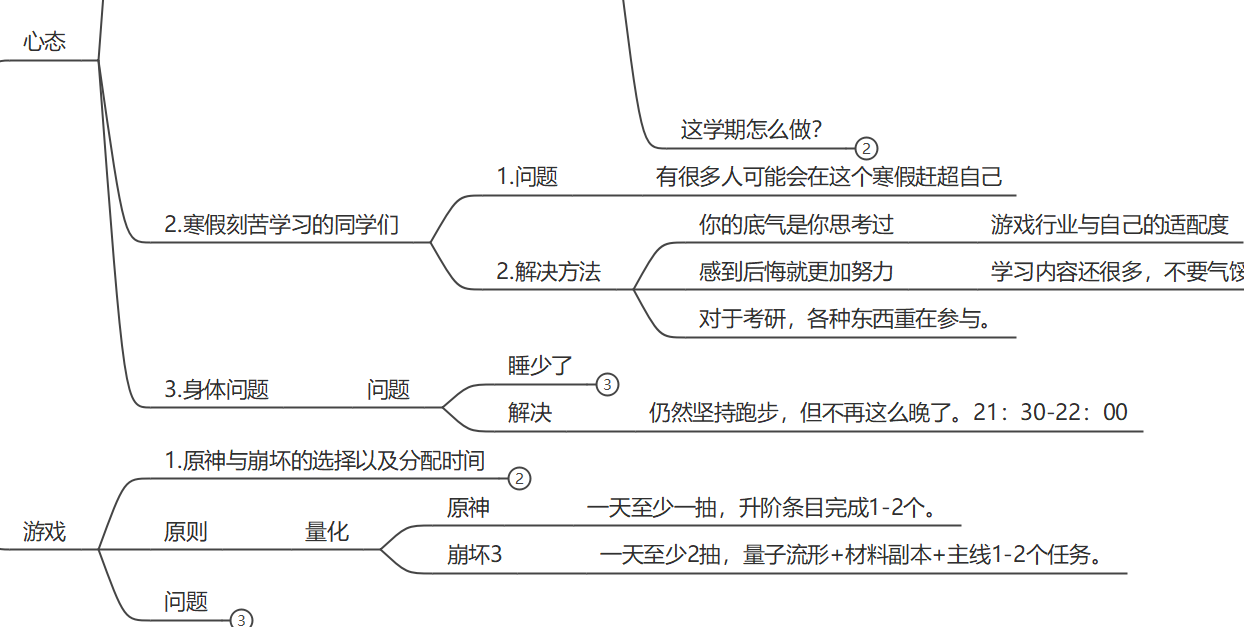 心态
这学期怎么做？
2
1.问题
有很多人可能会在这个寒假赶超自己
2.寒假刻苦学习的同学们
你的底气是你思考过
游戏行业与自己的适配度
2.解决方法
感到后悔就更加努力
学习内容还很多，不要气馁
对于考研，各种东西重在参与。
睡少了
3
3.身体问题
问题
解决
仍然坚持跑步，但不再这么晚了。21：30-22：00
1.原神与崩坏的选择以及分配时间
2
原神
一天至少一抽，升阶条目完成1-2个。
游戏
原则
量化
崩坏3
一天至少2抽，量子流形+材料副本+主线1-2个任务。
问题
3